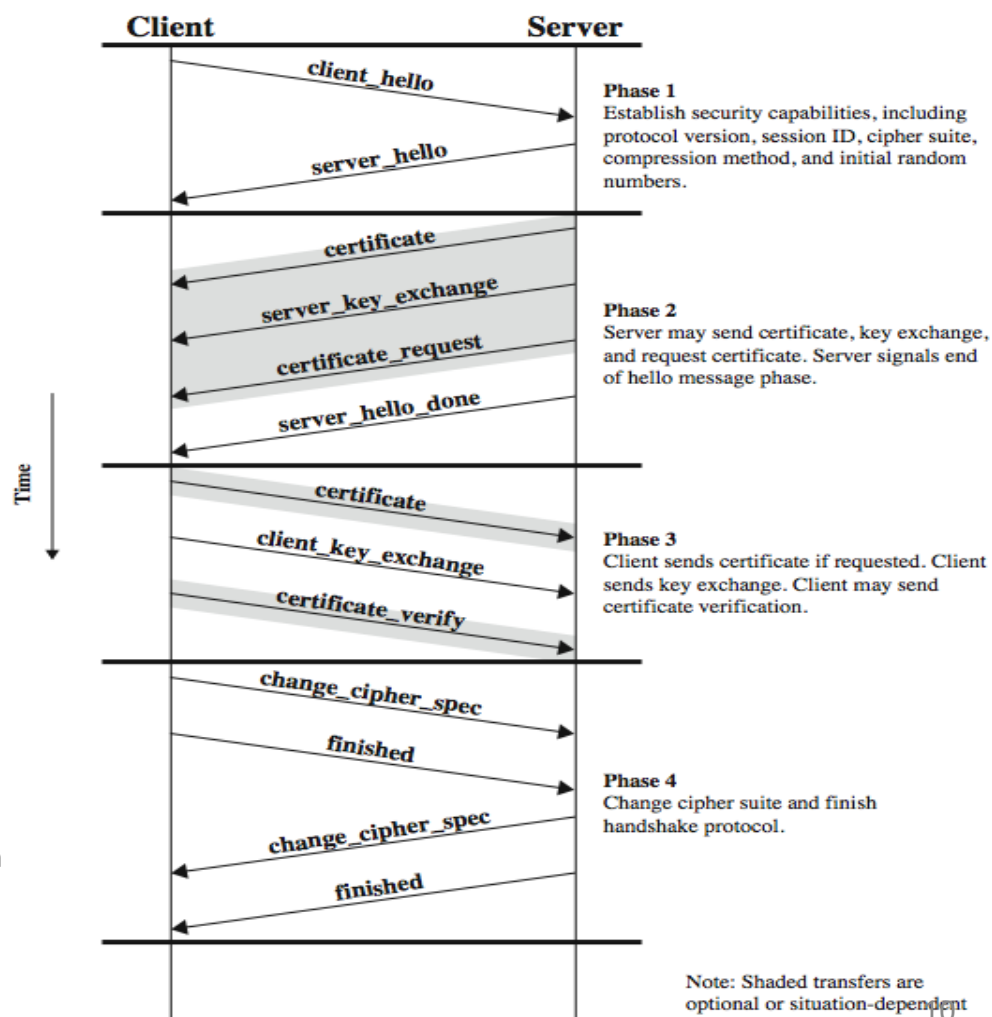 Client
Server
client_hello
Phase 1
Establish security capabilities, including
protocol version, session ID, cipher suite,
compression method, and initial random
numbers.
server_hello
certificate
server_key_exchange
Phase 2
Server may send certificate, key exchange,
and request certificate. Server signals end
of hello message phase.
certificate_request
server_hello_done
Time
certificate
client_key_exchange
Phase 3
Client sends certificate if requested. Client
sends key exchange. Client may send
certificate verification.
certificate_verify
change_cipher_spec
finished
Phase 4
Change cipher suite and finish
handshake protocol.
change_cipher_spec
finished
Note: Shaded transfers are
optional or situation-dependent
10